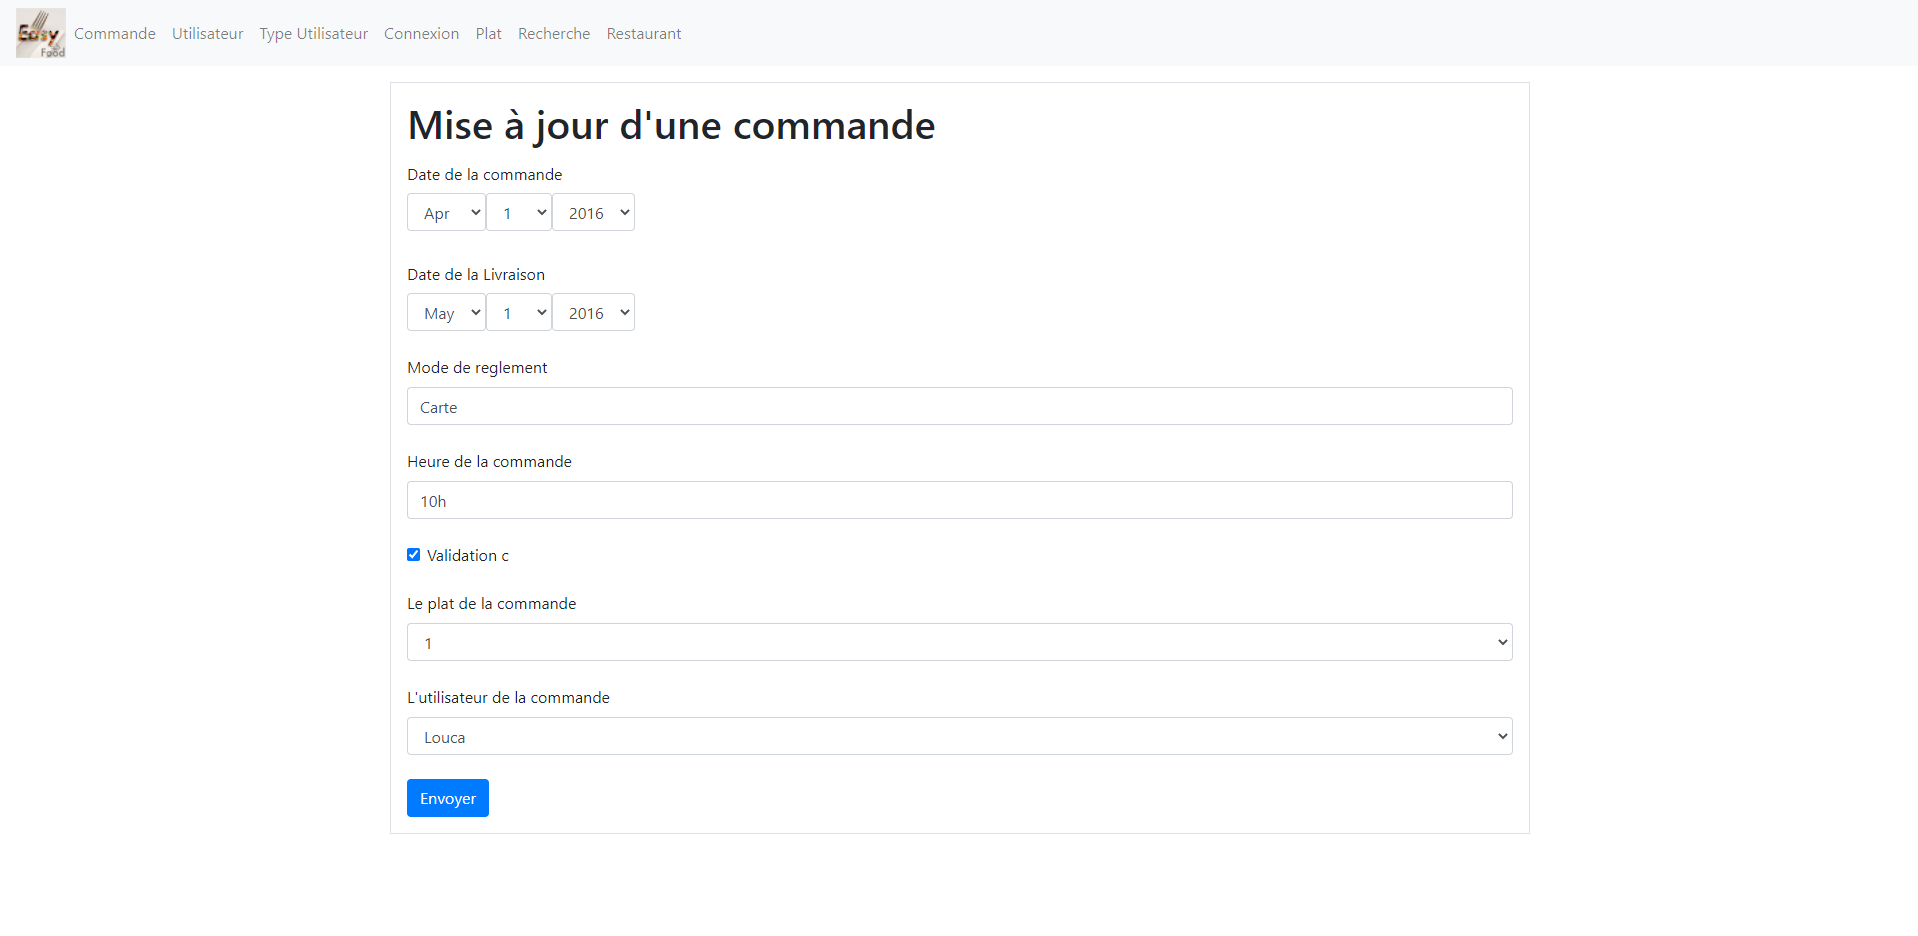 Easy
Food
Commande Utilisateur Type Utilisateur Connexion Plat Recherche Restaurant
Mise à jour d'une commande
Date de la commande
Apr 1 2016
Date de la Livraison
May 1 2016
Mode de reglement
Carte
Heure de la commande
10h
Validation c
Le plat de la commande
1
L'utilisateur de la commande
Louca
Envoyer